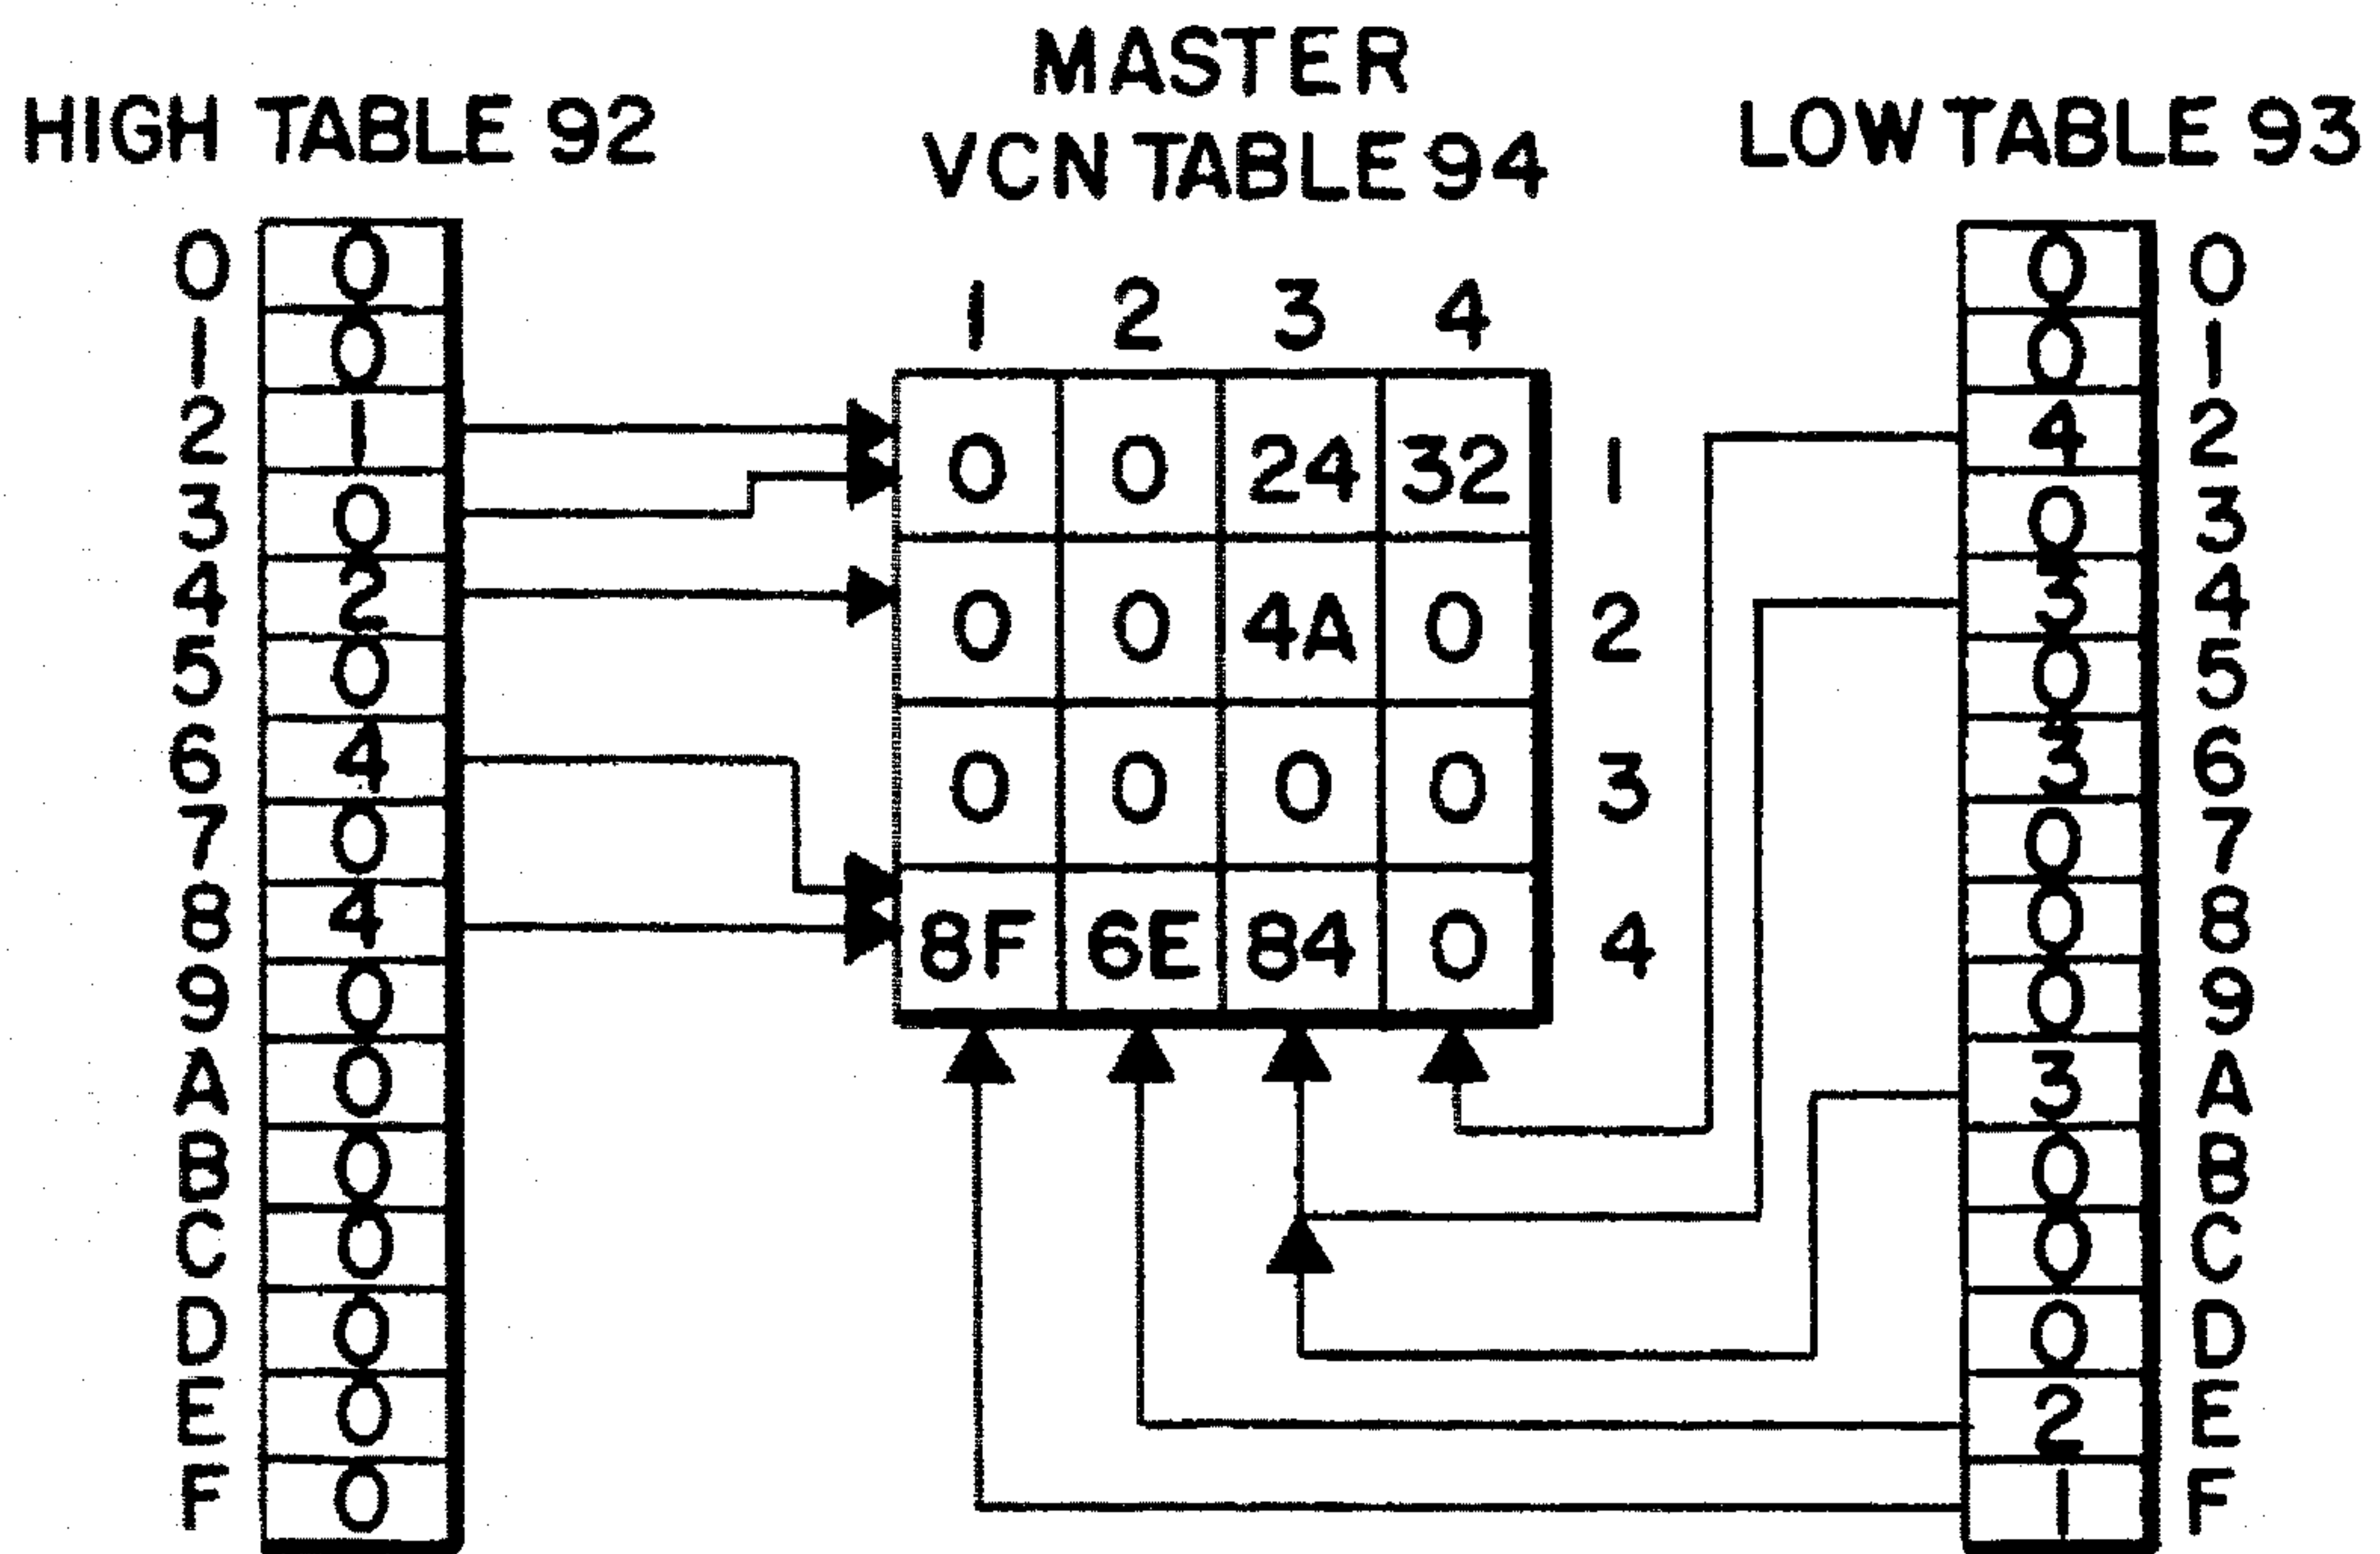 MASTER
HIGH TABLE 92
VCN TABLE 94
LOW TABLE 93
0 0
1 0
2 1
3 0
4 2
5 0
6 4
7 0
8 4
9 0
A 0
B 0
C 0
D 0
E 0
F 0
1 2 3 4
0 0 24 32 1
0 0 4A 0 2
0 0 0 0 3
8F 6E 84 0 4
0 0
0 1
4 2
0 3
3 4
0 5
3 6
0 7
0 8
0 9
3 A
0 B
0 C
0 D
2 E
1 F